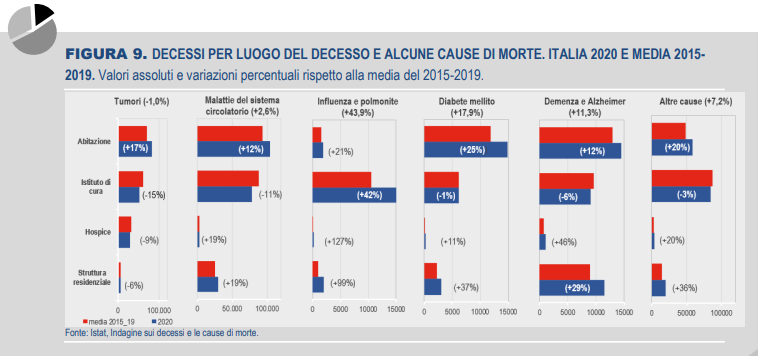 FIGURA 9. DECESSI PER LUOGO DEL DECESSO E ALCUNE CAUSE DI MORTE. ITALIA 2020 E MEDIA 2015-
2019. Valori assoluti e variazioni percentuali rispetto alla media del 2015-2019.
Tumori (-1,0%)
Malattie del sistema
circolatorio (+2,6%)
Influenza e polmonite
(+43,9%)
Diabete mellito
(+17,9%)
Demenza e Alzheimer
(+11,3%)
Altre cause (+7,2%)
Abitazione
(+17%)
(+12%)
(+21%)
(+25%)
(+12%)
(+20%)
Istituto di
cura
(-15%)
(-11%)
(+42%)
(-1%)
(-6%)
(-3%)
Hospice
(-9%)
(+19%)
(+127%)
(+11%)
(+46%)
(+20%)
Struttura
residenziale
(-6%)
(+19%)
(+99%)
(+37%)
(+29%)
(+36%)
0 100.000
0 50.000 100.000
0 5000 10000 15000
0 5000 10000 15000
0 5000 10000 15000
0 50000 100000
media 2015_19 2020
Fonte: Istat, Indagine sui decessi e le cause di morte.